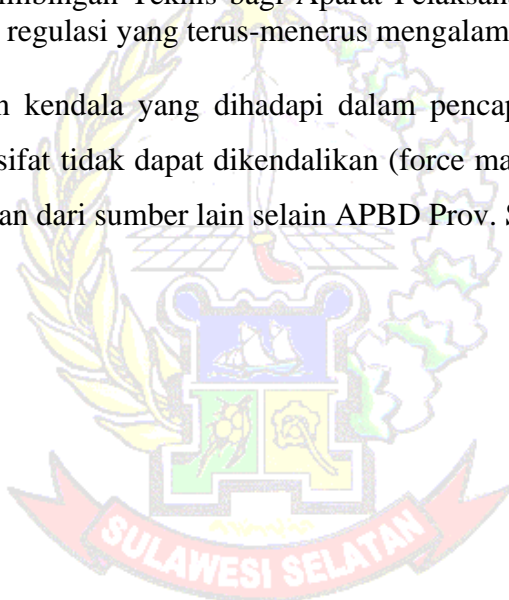 mbingan Teknis bagi Aparat Pelaksan
regulasi yang terus-menerus mengalam
kendala yang dihadapi dalam pencap
sifat tidak dapat dikendalikan (force ma
an dari sumber lain selain APBD Prov. S
SULAWESI SELATAN